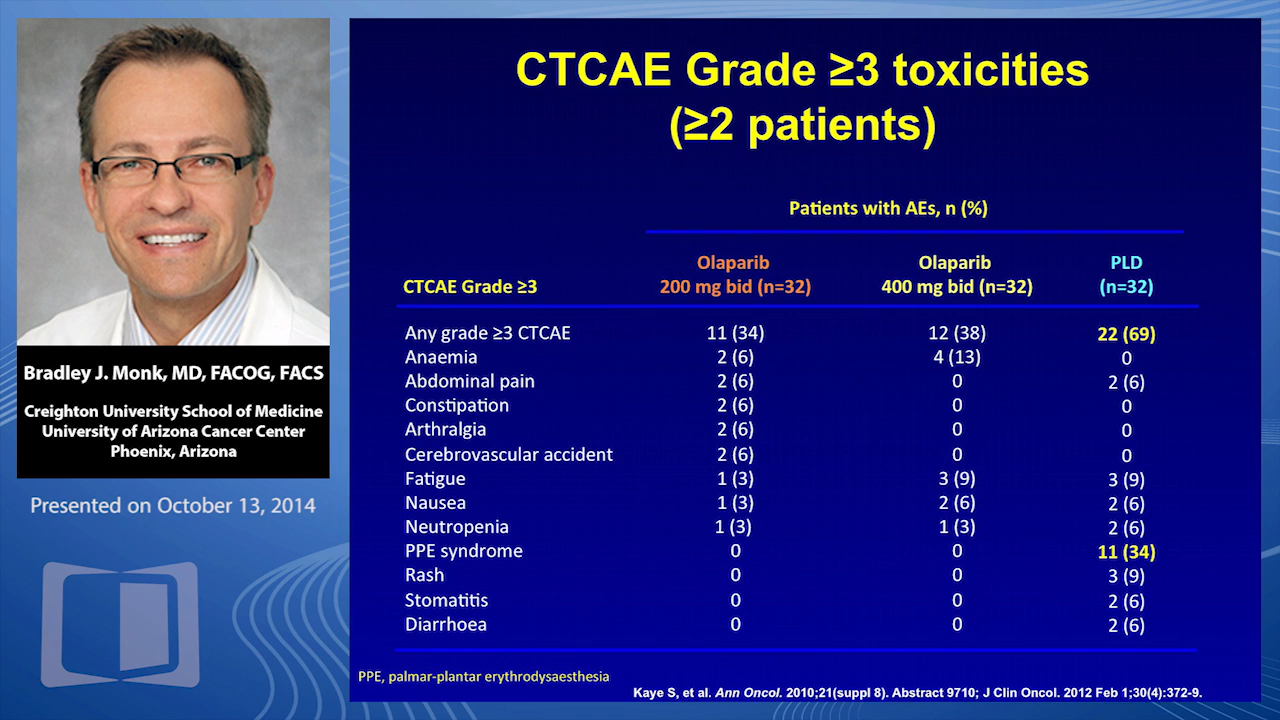 CTCAE Grade ≥3 toxicities
(≥2 patients)
Patients with AEs, n (%)
CTCAE Grade ≥3 Olaparib 200 mg bid (n=32) Olaparib 400 mg bid (n=32) PLD (n=32)
Any grade ≥3 CTCAE 11 (34) 12 (38) 22 (69)
Anaemia 2 (6) 4 (13) 0
Abdominal pain 2 (6) 0 2 (6)
Constipation 2 (6) 0 0
Arthralgia 2 (6) 0 0
Cerebrovascular accident 2 (6) 0 0
Fatigue 1 (3) 3 (9) 3 (9)
Nausea 1 (3) 2 (6) 2 (6)
Neutropenia 1 (3) 1 (3) 2 (6)
PPE syndrome 0 0 11 (34)
Rash 0 0 3 (9)
Stomatitis 0 0 2 (6)
Diarrhoea 0 0 2 (6)
PPE, palmar-plantar erythrodysaesthesia
Kaye S, et al. Ann Oncol. 2010;21(suppl 8). Abstract 9710; J Clin Oncol. 2012 Feb 1;30(4):372-9.
Bradley J. Monk, MD, FACOG, FACS
Creighton University School of Medicine
University of Arizona Cancer Center
Phoenix, Arizona
Presented on October 13, 2014